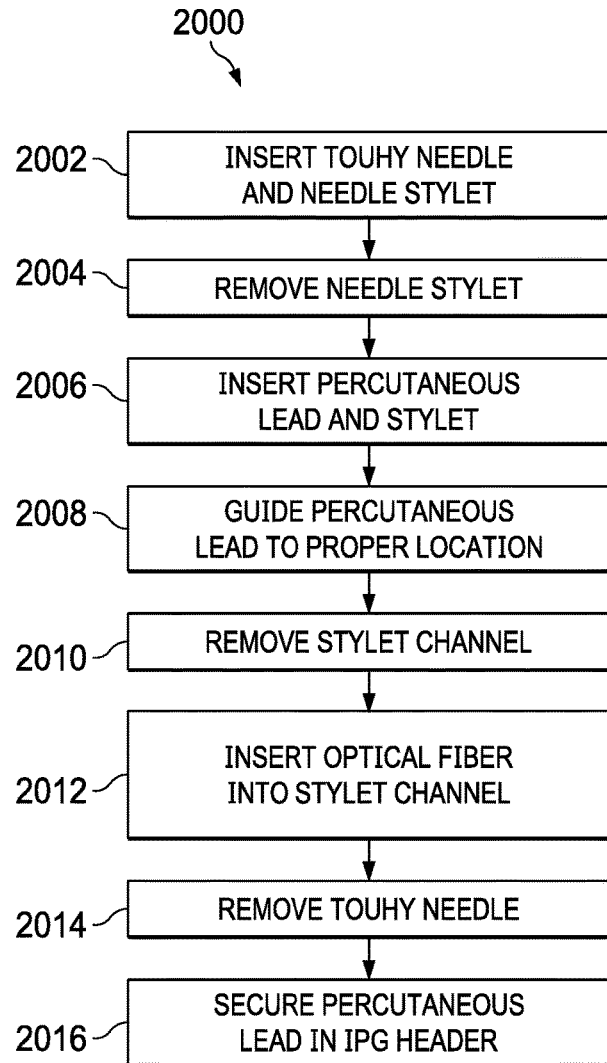 2000
2002
INSERT TOUHY NEEDLE
AND NEEDLE STYLET
2004
REMOVE NEEDLE STYLET
2006
INSERT PERCUTANEOUS
LEAD AND STYLET
2008
GUIDE PERCUTANEOUS
LEAD TO PROPER LOCATION
2010
REMOVE STYLET CHANNEL
2012
INSERT OPTICAL FIBER
INTO STYLET CHANNEL
2014
REMOVE TOUHY NEEDLE
2016
SECURE PERCUTANEOUS
LEAD IN IPG HEADER